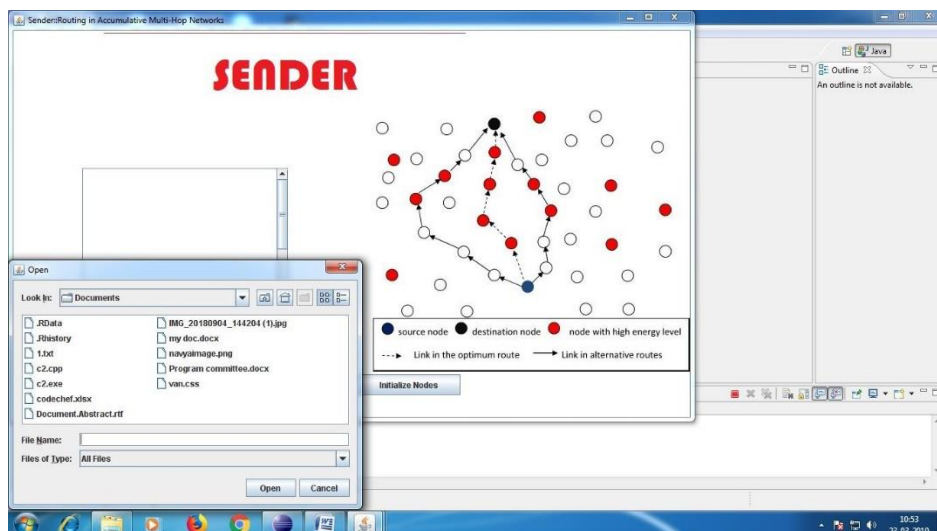 Sender::Routing in Accumulative Multi-Hop Networks
SENDER
Java
Outline
An outline is not available.
source node
destination node
node with high energy level
Link in the optimum route
Link in alternative routes
Initialize Nodes
Open
Look In:
Documents
.RData
.Rhistory
1.txt
c2.cpp
c2.exe
codechef.xlsx
Document.Abstract.rtf
IMG_20180904_144204 (1).jpg
my doc.docx
navyaimage.png
Program committee.docx
van.css
File Name:
Files of Type:
All Files
Open
Cancel
10:53